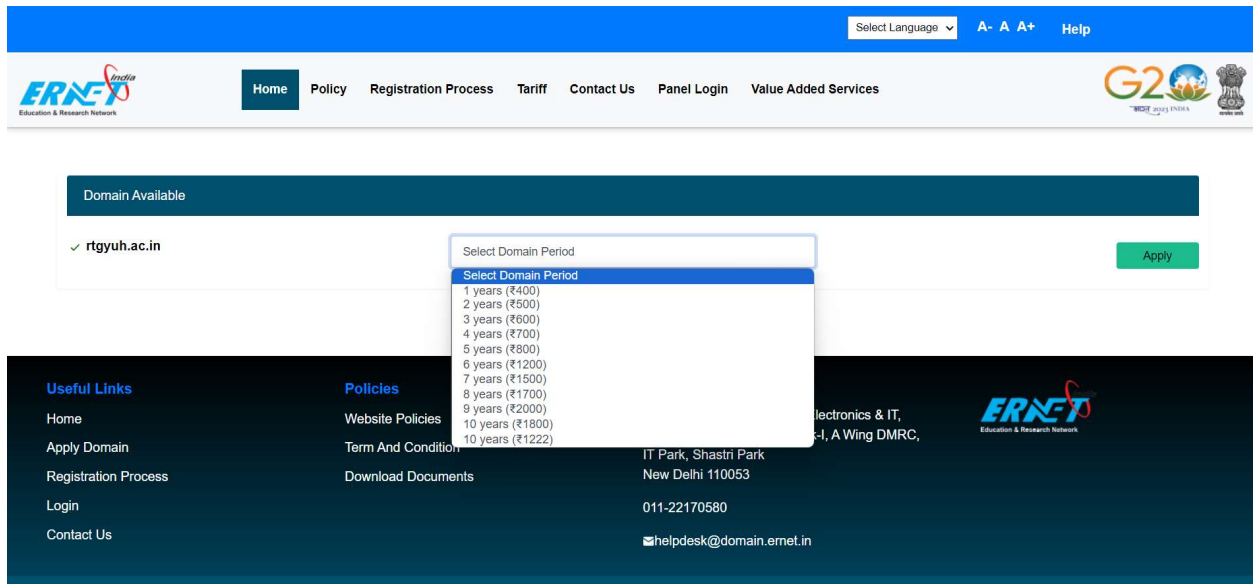 Select Language
A- A A+
Help
ERNET
India
Education & Research Network
Home
Policy
Registration Process
Tariff
Contact Us
Panel Login
Value Added Services
G20
भारत 2023 INDIA
Domain Available
rtgyuh.ac.in
Select Domain Period
Apply
Select Domain Period
1 years (₹400)
2 years (₹500)
3 years (₹600)
4 years (₹700)
5 years (₹800)
6 years (₹1200)
7 years (₹1500)
8 years (₹1700)
9 years (₹2000)
10 years (₹1800)
10 years (₹1222)
Useful Links
Home
Apply Domain
Registration Process
Login
Contact Us
Policies
Website Policies
Term And Condition
Download Documents
lectronics & IT,
-I, A Wing DMRC,
IT Park, Shastri Park
New Delhi 110053
011-22170580
helpdesk@domain.ernet.in
ERNET
Education & Research Network